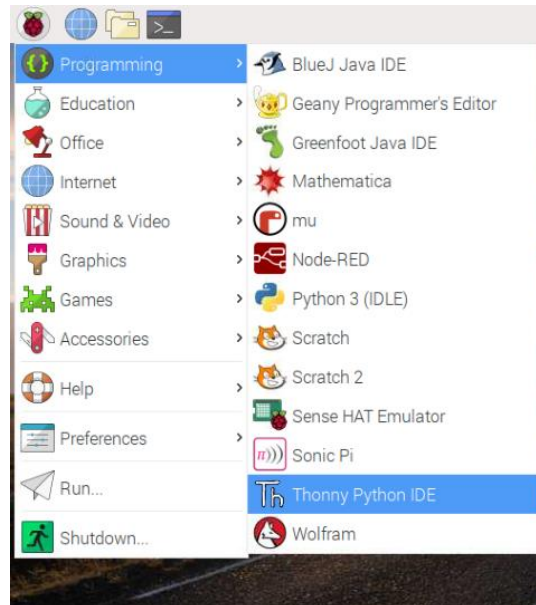 >_
Programming
Education
Office
Internet
Sound & Video
Graphics
Games
Accessories
Help
Preferences
Run...
Shutdown...
BlueJ Java IDE
Geany Programmer's Editor
Greenfoot Java IDE
Mathematica
mu
Node-RED
Python 3 (IDLE)
Scratch
Scratch 2
Sense HAT Emulator
π))) Sonic Pi
Th Thonny Python IDE
Wolfram